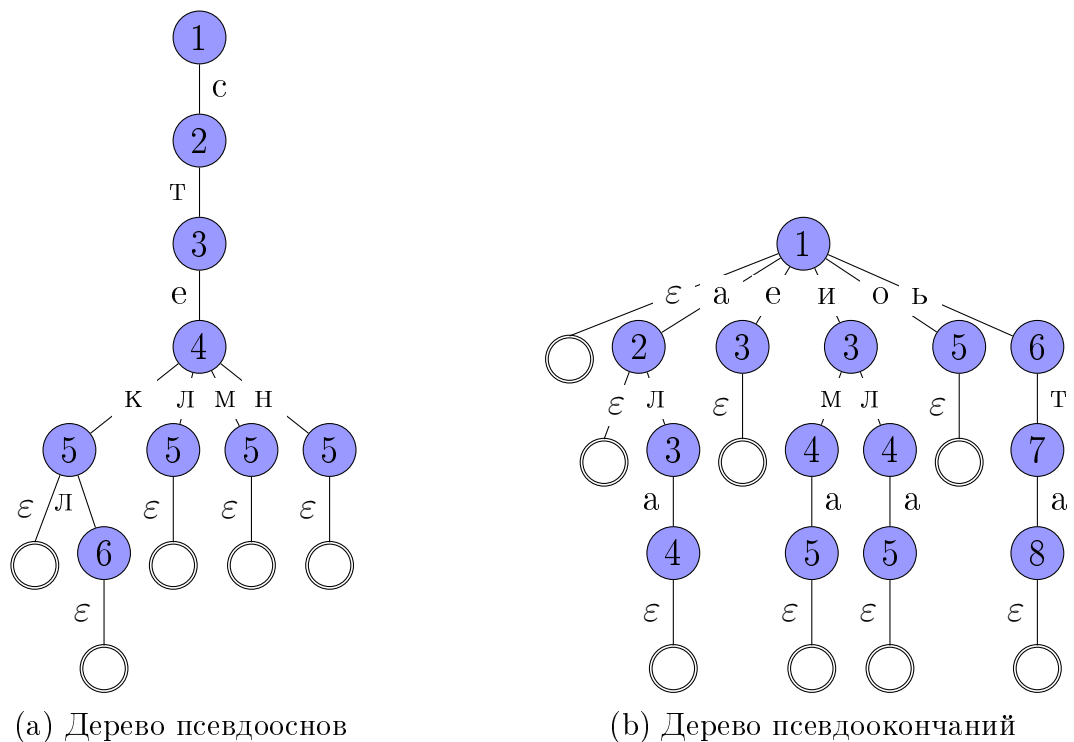 1
с
2
т
3
е
1
4
ε а е и о ь
к л м н
2 3 3 5 6
ε л ε м л ε т
5 5 5 5
3 4 4 7
ε л ε ε ε
а а а а
6
4 5 5 8
ε
ε ε ε ε
(a) Дерево псевдооснов
(b) Дерево псевдоокончаний